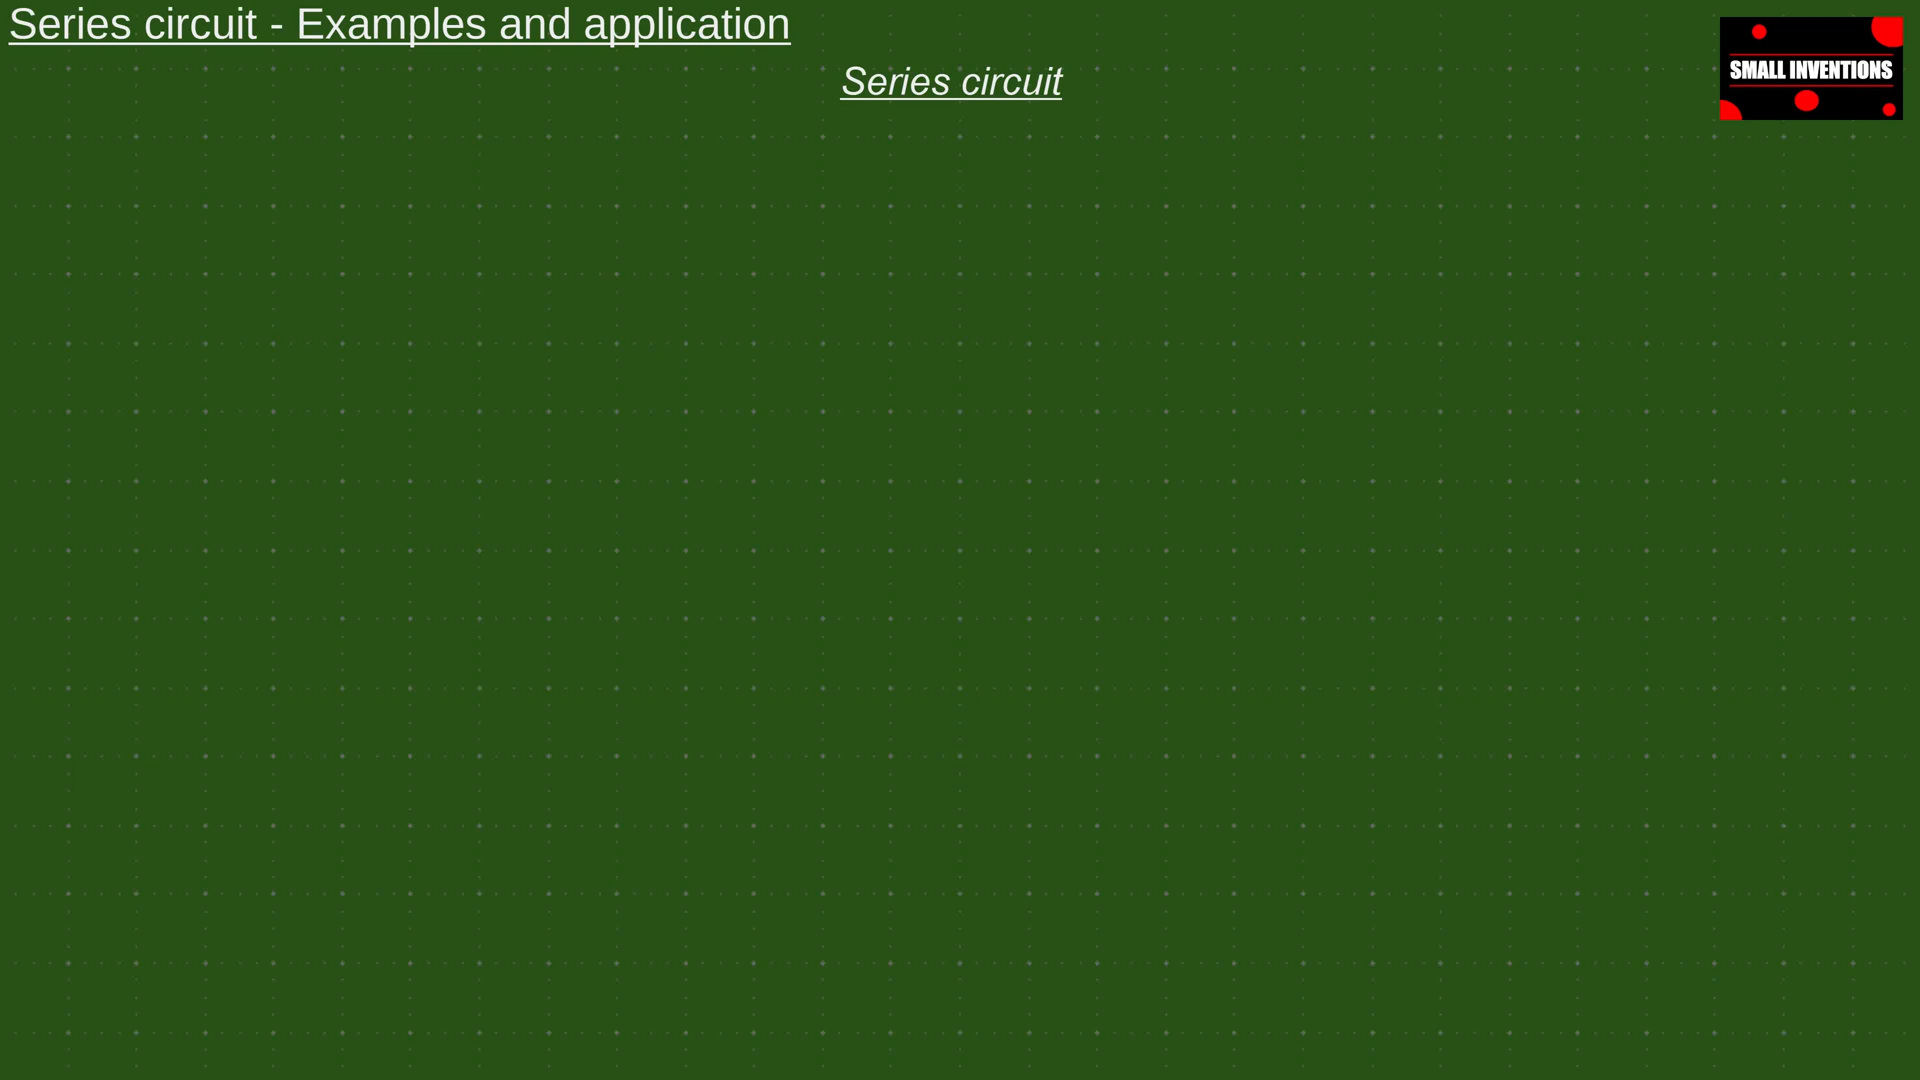 Series circuit - Examples and application
Series circuit
SMALL INVENTIONS